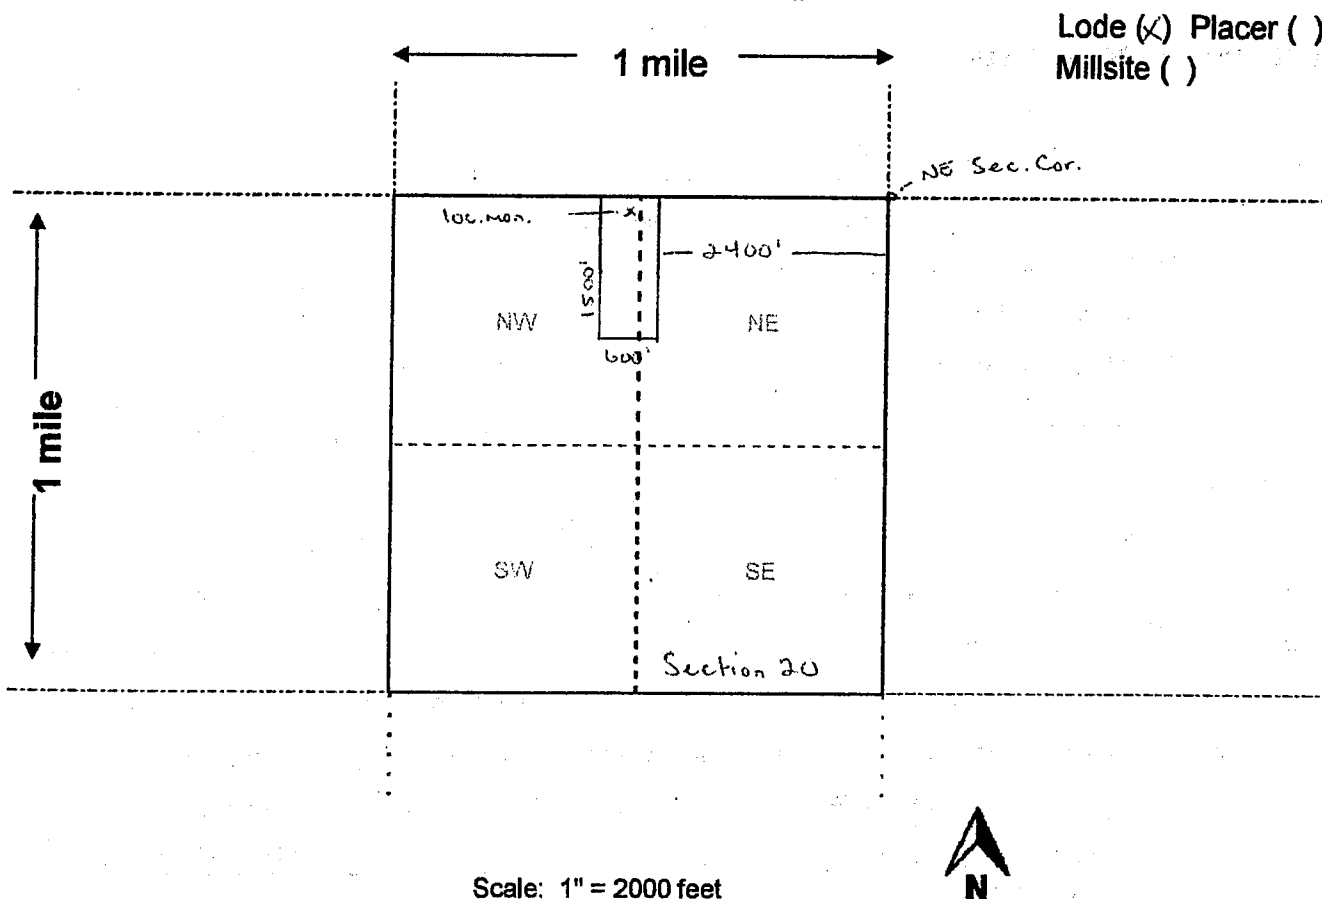 Lode (x) Placer ( )
Millsite ( )
1 mile
NE Sec. Cor.
loc. mon.
2400'
1500'
NW
NE
600'
1 mile
SW
SE
Section 20
Scale: 1" = 2000 feet
N